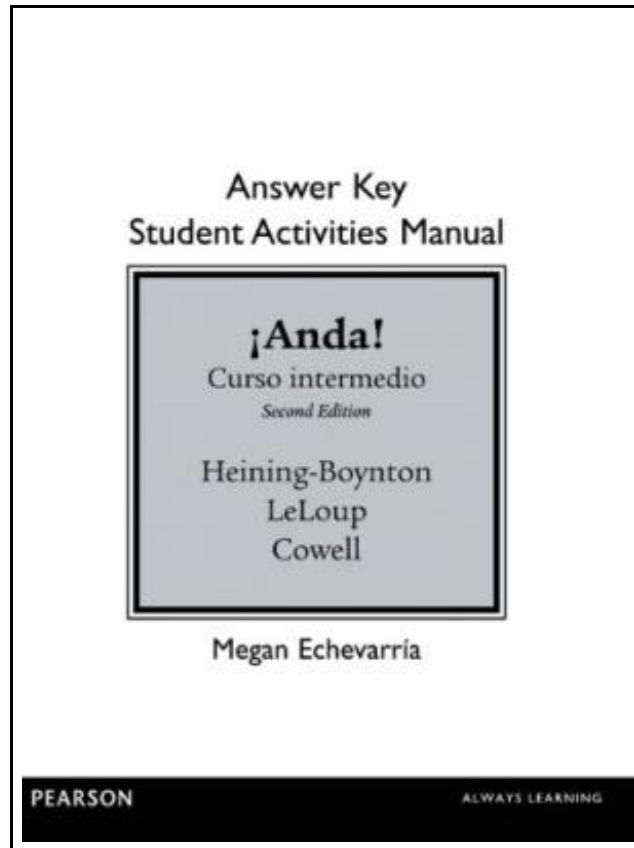 Answer Key
Student Activities Manual
¡Anda!
Curso intermedio
Second Edition
Heining-Boynton
LeLoup
Cowell
Megan Echevarría
PEARSON
ALWAYS LEARNING